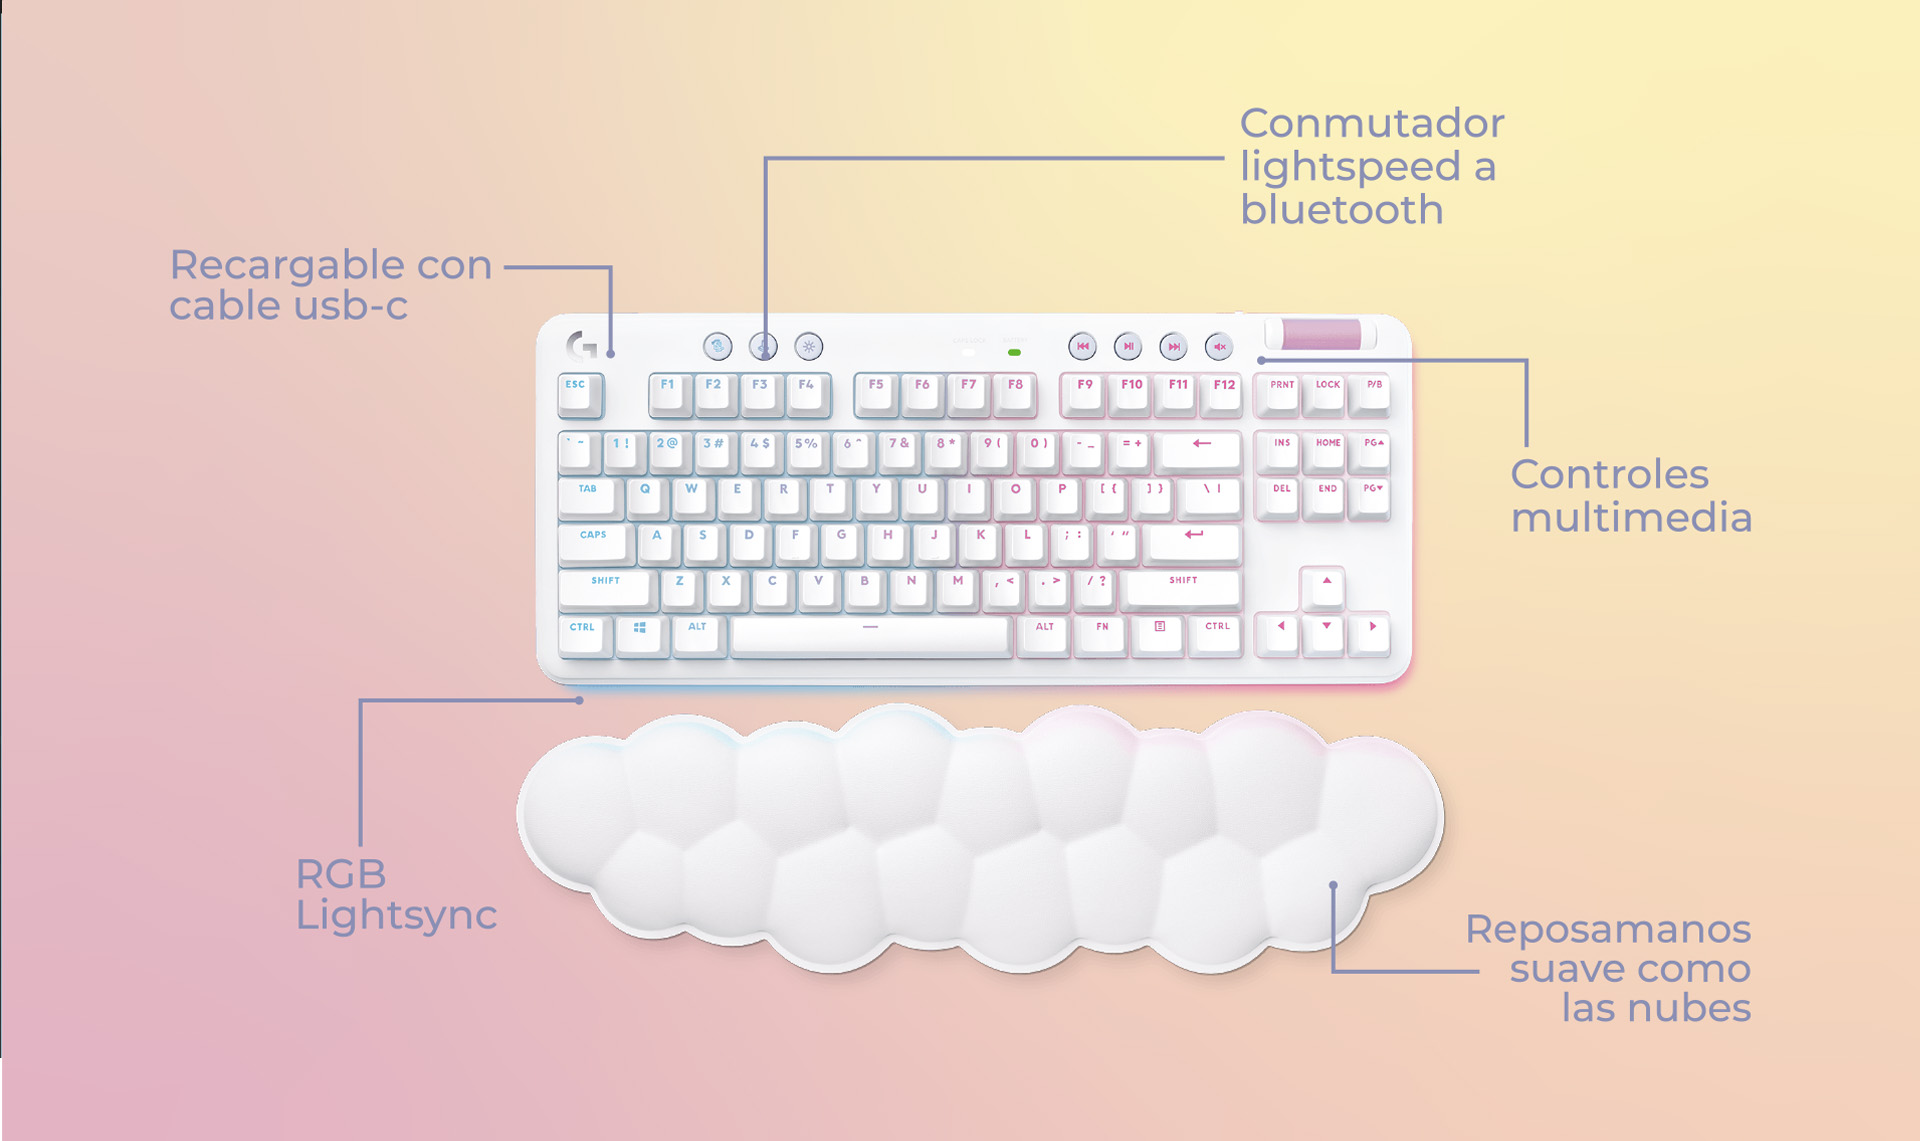 Conmutador
lightspeed a
bluetooth
Recargable con
cable usb-c
ESC F1 F2 F3 F4 F5 F6 F7 F8 F9 F10 F11 F12 PRNT LOCK P/B
` ~ 1 ! 2 @ 3 # 4 $ 5 % 6 ^ 7 & 8 * 9 ( 0 ) - _ = + ← INS HOME PG▲
TAB Q W E R T Y U I O P [ { ] } \ | DEL END PG▼
CAPS A S D F G H J K L ; : ' " ↵
SHIFT Z X C V B N M , < . > / ? SHIFT ▲
CTRL ALT — ALT FN CTRL ◀ ▼ ▶
Controles
multimedia
RGB
Lightsync
Reposamanos
suave como
las nubes